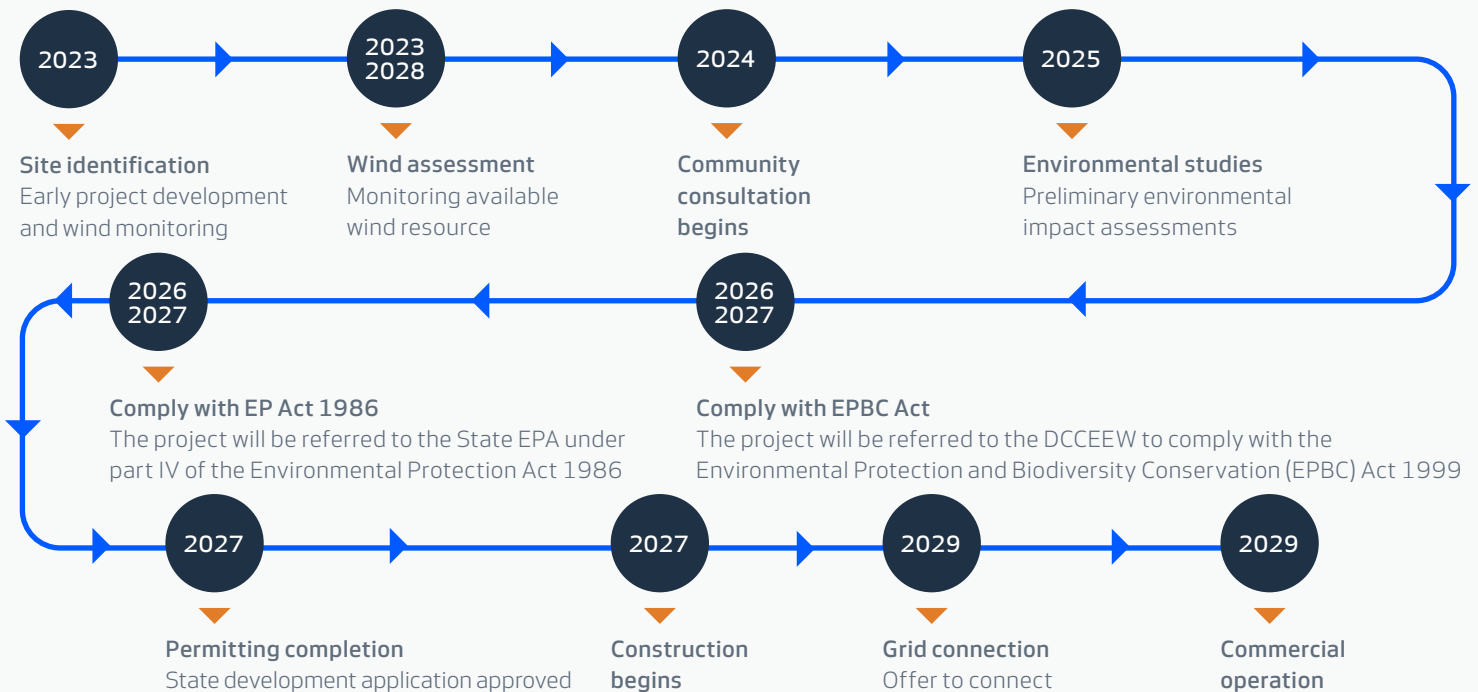 2023
Site identification
Early project development
and wind monitoring
2023
2028
Wind assessment
Monitoring available
wind resource
2024
Community
consultation
begins
2025
Environmental studies
Preliminary environmental
impact assessments
2026
2027
Comply with EPBC Act
The project will be referred to the DCCEEW to comply with the
Environmental Protection and Biodiversity Conservation (EPBC) Act 1999
2026
2027
Comply with EP Act 1986
The project will be referred to the State EPA under
part IV of the Environmental Protection Act 1986
2027
Permitting completion
State development application approved
2027
Construction
begins
2029
Grid connection
Offer to connect
2029
Commercial
operation